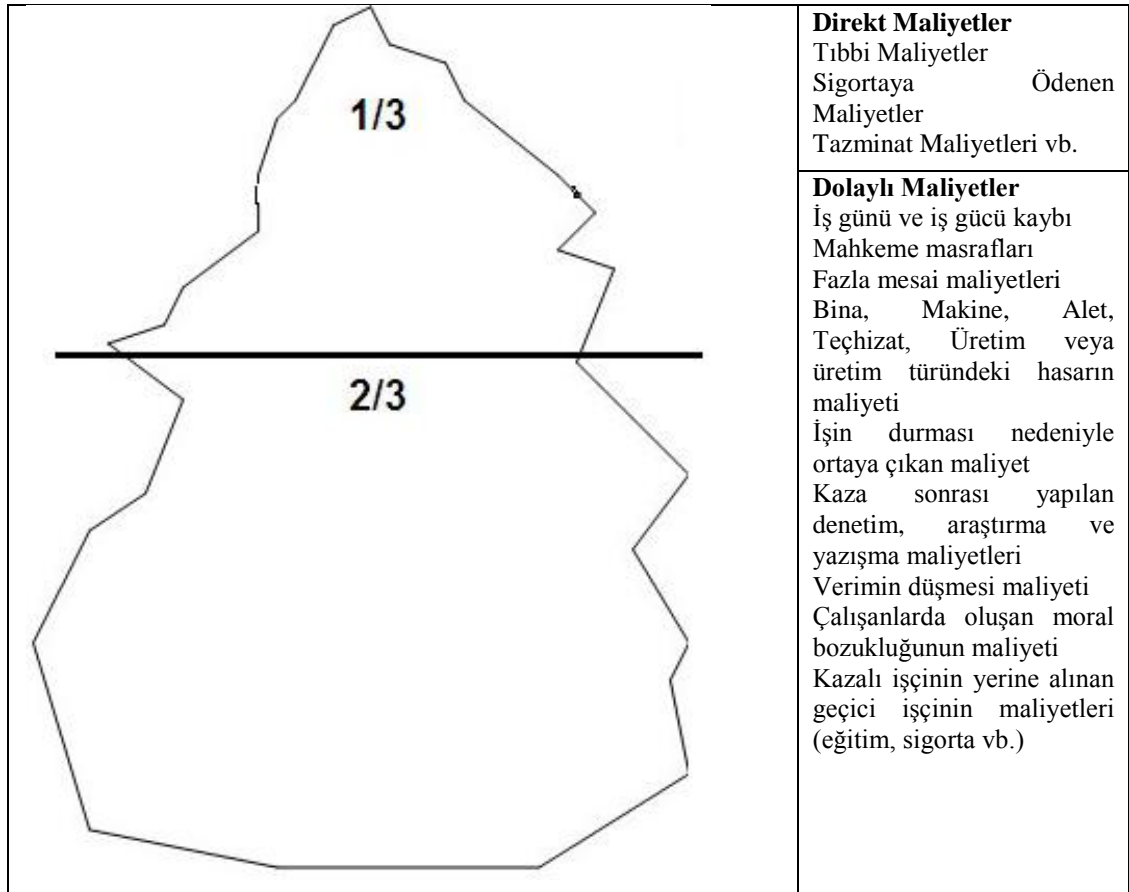 1/3
2/3
Direkt Maliyetler
Tıbbi Maliyetler
Sigortaya Ödenen
Maliyetler
Tazminat Maliyetleri vb.
Dolaylı Maliyetler
İş günü ve iş gücü kaybı
Mahkeme masrafları
Fazla mesai maliyetleri
Bina, Makine, Alet,
Teçhizat, Üretim veya
üretim türündeki hasarın
maliyeti
İşin durması nedeniyle
ortaya çıkan maliyet
Kaza sonrası yapılan
denetim, araştırma ve
yazışma maliyetleri
Verimin düşmesi maliyeti
Çalışanlarda oluşan moral
bozukluğunun maliyeti
Kazalı işçinin yerine alınan
geçici işçinin maliyetleri
(eğitim, sigorta vb.)